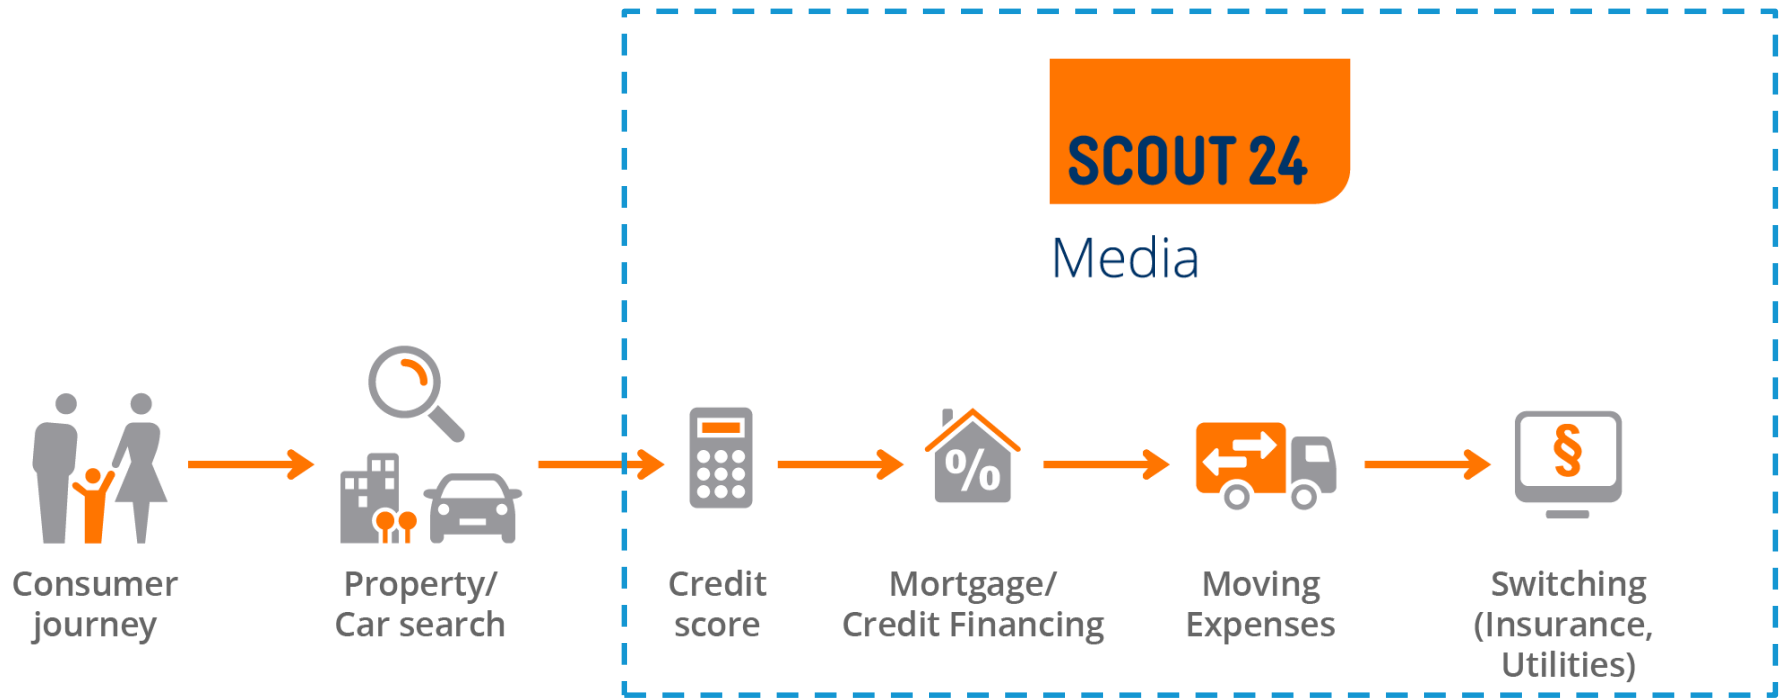 SCOUT 24
Media
%
§
Consumer
journey
Property/
Car search
Credit
score
Mortgage/
Credit Financing
Moving
Expenses
Switching
(Insurance,
Utilities)